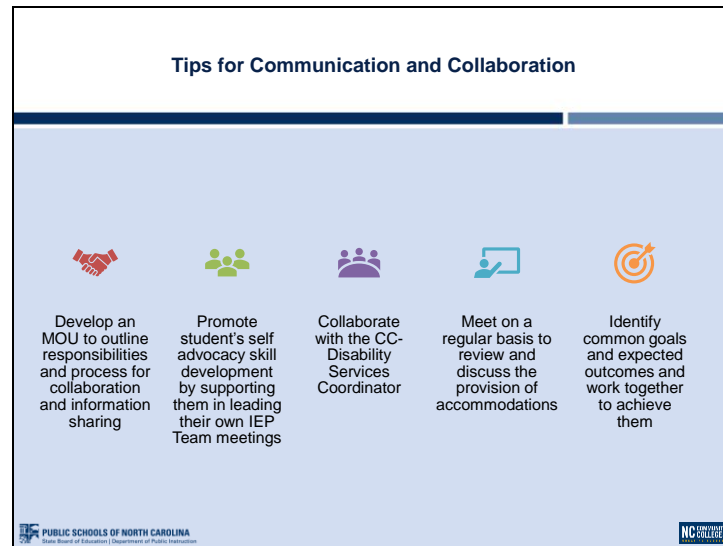 Tips for Communication and Collaboration
Develop an
MOU to outline
responsibilities
and process for
collaboration
and information
sharing
Promote
student's self
advocacy skill
development
by supporting
them in leading
their own IEP
Team meetings
Collaborate
with the CC-
Disability
Services
Coordinator
Meet on a
regular basis to
review and
discuss the
provision of
accommodations
Identify
common goals
and expected
outcomes and
work together
to achieve
them
PUBLIC SCHOOLS OF NORTH CAROLINA
State Board of Education | Department of Public Instruction
NC COMMUNITY
COLLEGES